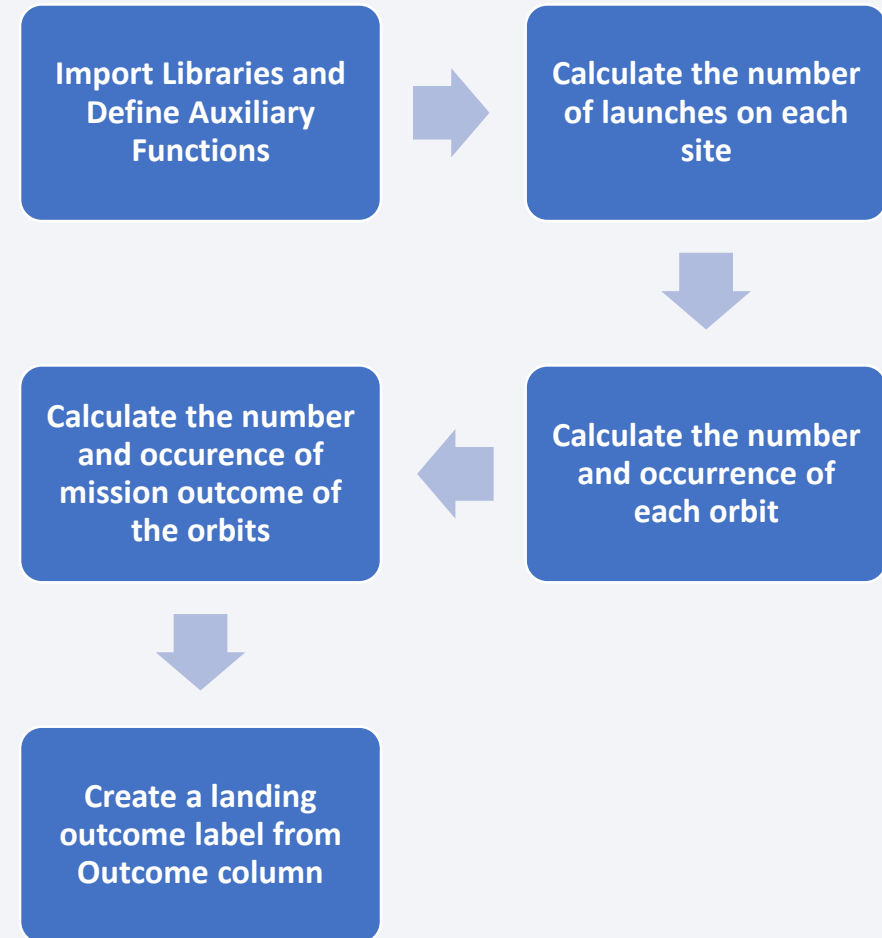 Import Libraries and
Define Auxiliary
Functions
Calculate the number
of launches on each
site
Calculate the number
and occurrence of
each orbit
Calculate the number
and occurence of
mission outcome of
the orbits
Create a landing
outcome label from
Outcome column